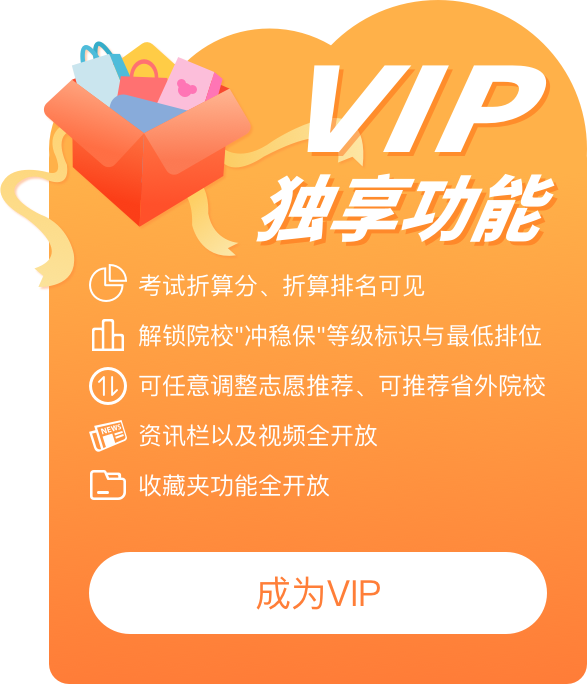 VIP
独享功能
考试折算分、折算排名可见
解锁院校"冲稳保"等级标识与最低排位
可任意调整志愿推荐、可推荐省外院校
NEWS
资讯栏以及视频全开放
收藏夹功能全开放
成为VIP